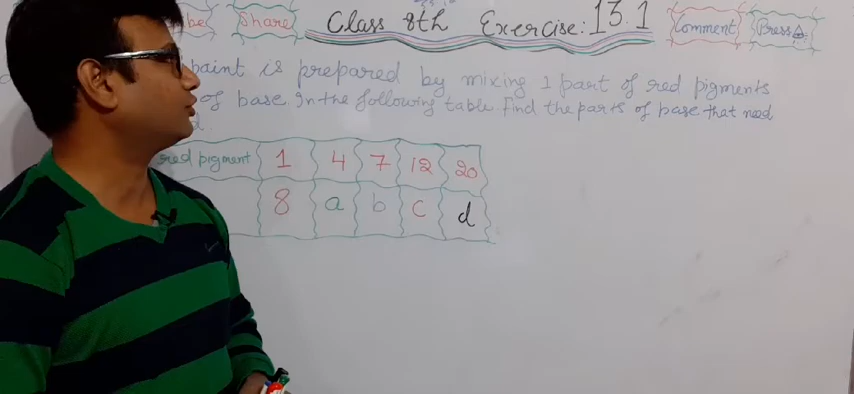 be Share Class 8th Exercise: 13.1 Comment Press
paint is prepared by mixing 1 part of red pigments
of base. In the following table. Find the parts of base that need
red pigment 1 4 7 12 20
8 a b c d